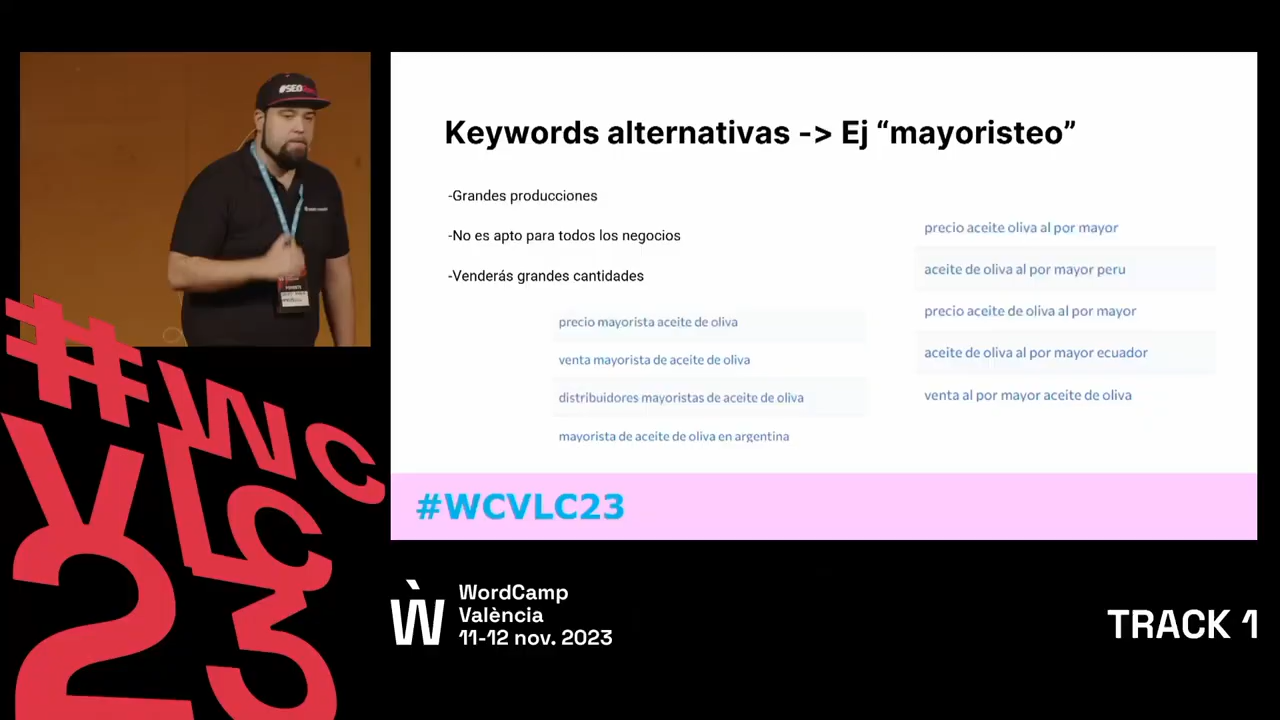 #SEO
Keywords alternativas -> Ej “mayoristeo”
-Grandes producciones
-No es apto para todos los negocios
-Venderás grandes cantidades
precio mayorista aceite de oliva
venta mayorista de aceite de oliva
distribuidores mayoristas de aceite de oliva
mayorista de aceite de oliva en argentina
precio aceite oliva al por mayor
aceite de oliva al por mayor peru
precio aceite de oliva al por mayor
aceite de oliva al por mayor ecuador
venta al por mayor aceite de oliva
#WCVLC23
#WC
VLC
23
WordCamp
València
11-12 nov. 2023
TRACK 1